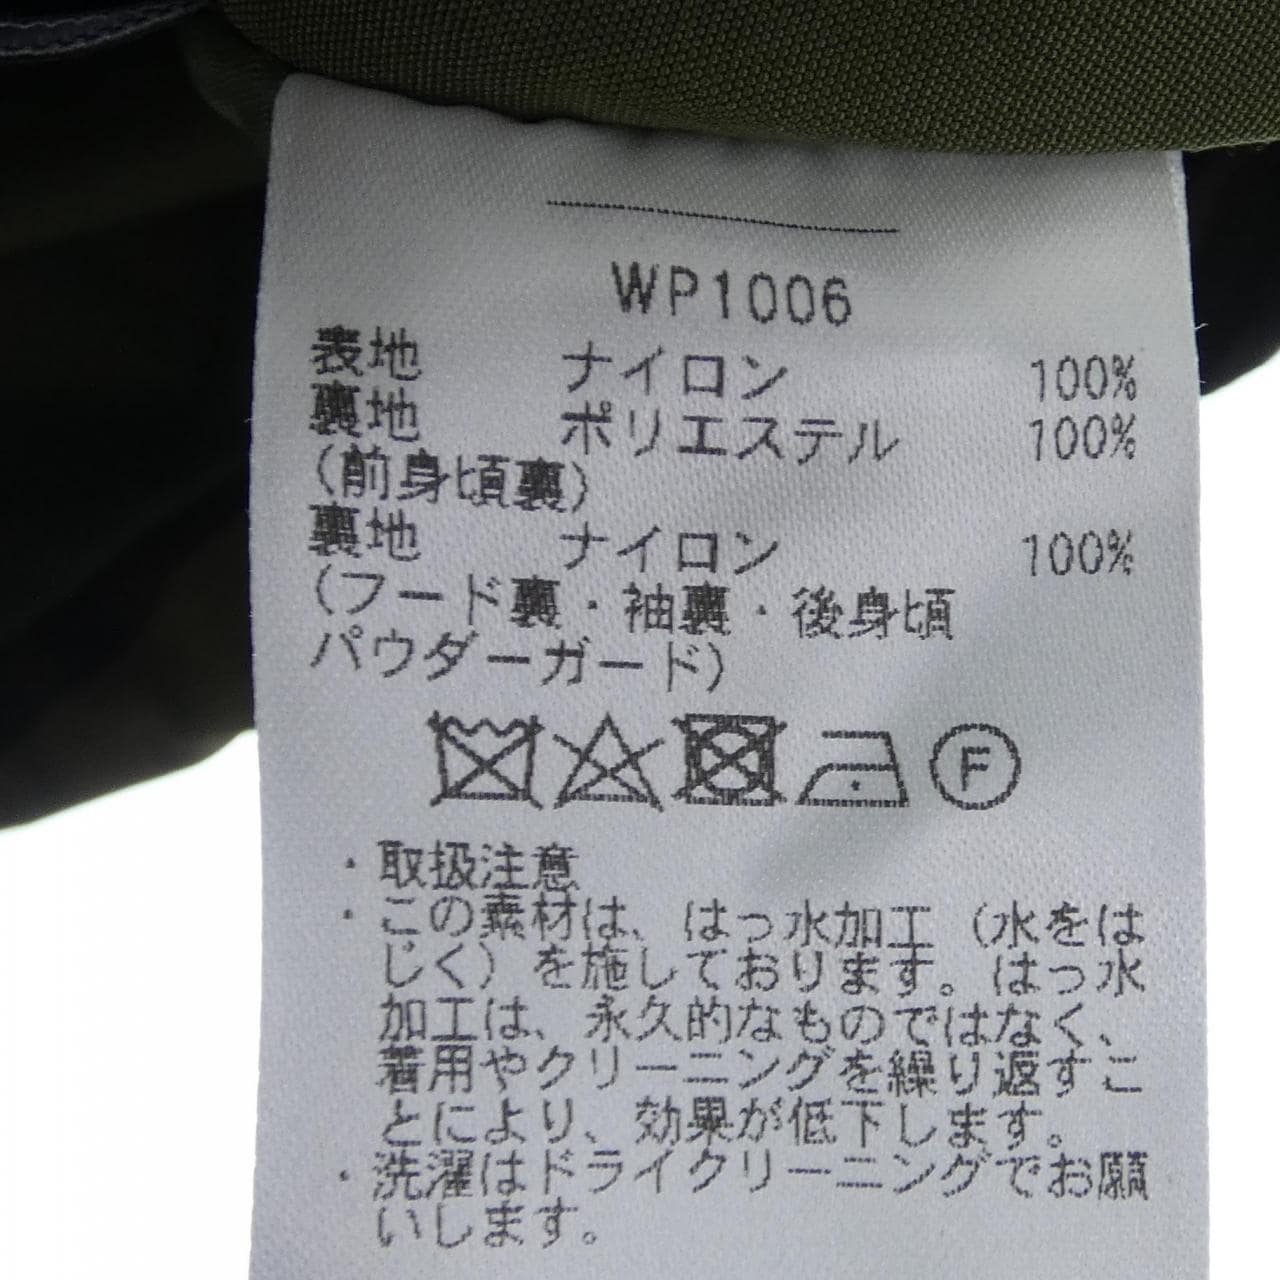 WP1006
表地 ナイロン 100%
裏地 ポリエステル 100%
(前身頃裏)
裏地 ナイロン 100%
(フード裏・袖裏・後身頃
パウダーガード)
F
・取扱注意
・この素材は、はっ水加工(水をは
じく)を施しております。はっ水
加工は、永久的なものではなく、
着用やクリーニングを繰り返すこ
とにより、効果が低下します。
・洗濯はドライクリーニングでお願
いします。